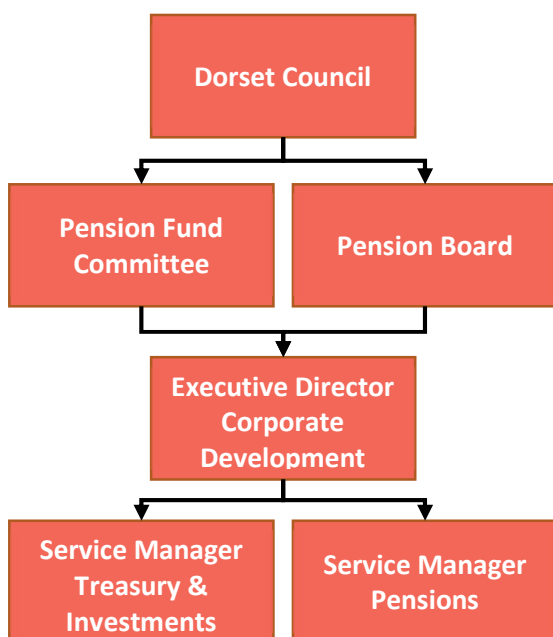 Dorset Council
Pension Fund
Committee
Pension Board
Executive Director
Corporate
Development
Service Manager
Treasury &
Investments
Service Manager
Pensions